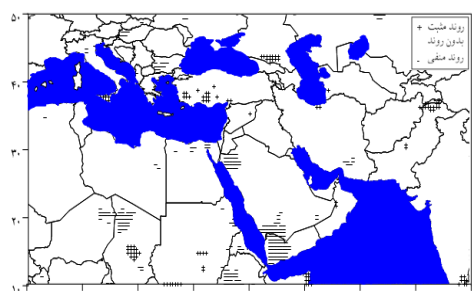 ۵۰
روند مثبت +
بدون روند
روند منفی -
۴۰
۳۰
۲۰
۱۰